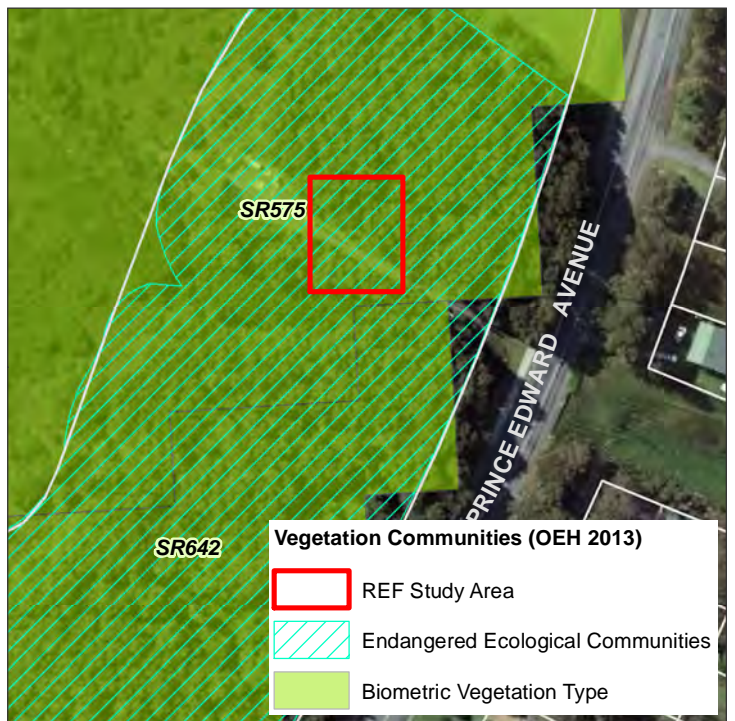 SR575
PRINCE EDWARD AVENUE
SR642
Vegetation Communities (OEH 2013)
REF Study Area
Endangered Ecological Communities
Biometric Vegetation Type